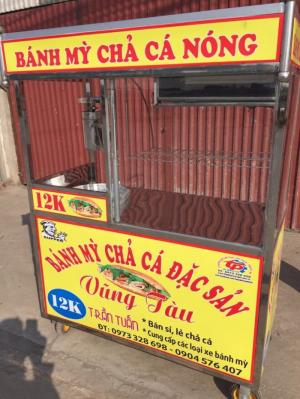 BÁNH MỲ CHẢ CÁ NÓNG
12K
BÁNH MỲ CHẢ CÁ ĐẶC SẢN
Vũng Tàu
12K
TRẦN TUẤN
* Bán sỉ, lẻ chả cá
* Cung cấp các loại xe bánh mỳ
ĐT: 0973 328 698 - 0904 576 407